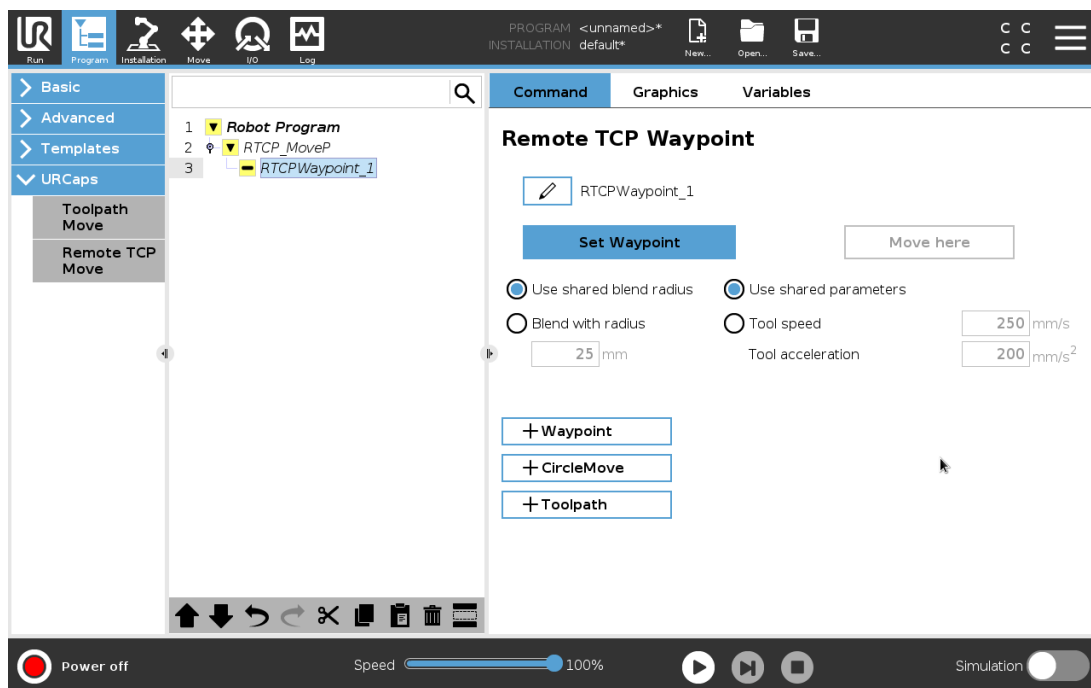 PROGRAM <unnamed>*
INSTALLATION default*
UR
Run
Program
Installation
Move
I/O
Log
New...
Open...
Save...
C C
C C
Basic
Advanced
Templates
URCaps
Toolpath
Move
Remote TCP
Move
1 Robot Program
2 RTCP_MoveP
3 RTCPWaypoint_1
Command Graphics Variables
Remote TCP Waypoint
RTCPWaypoint_1
Set Waypoint Move here
Use shared blend radius Use shared parameters
Blend with radius Tool speed 250 mm/s
25 mm Tool acceleration 200 mm/s²
+Waypoint
+CircleMove
+Toolpath
Power off Speed 100% Simulation